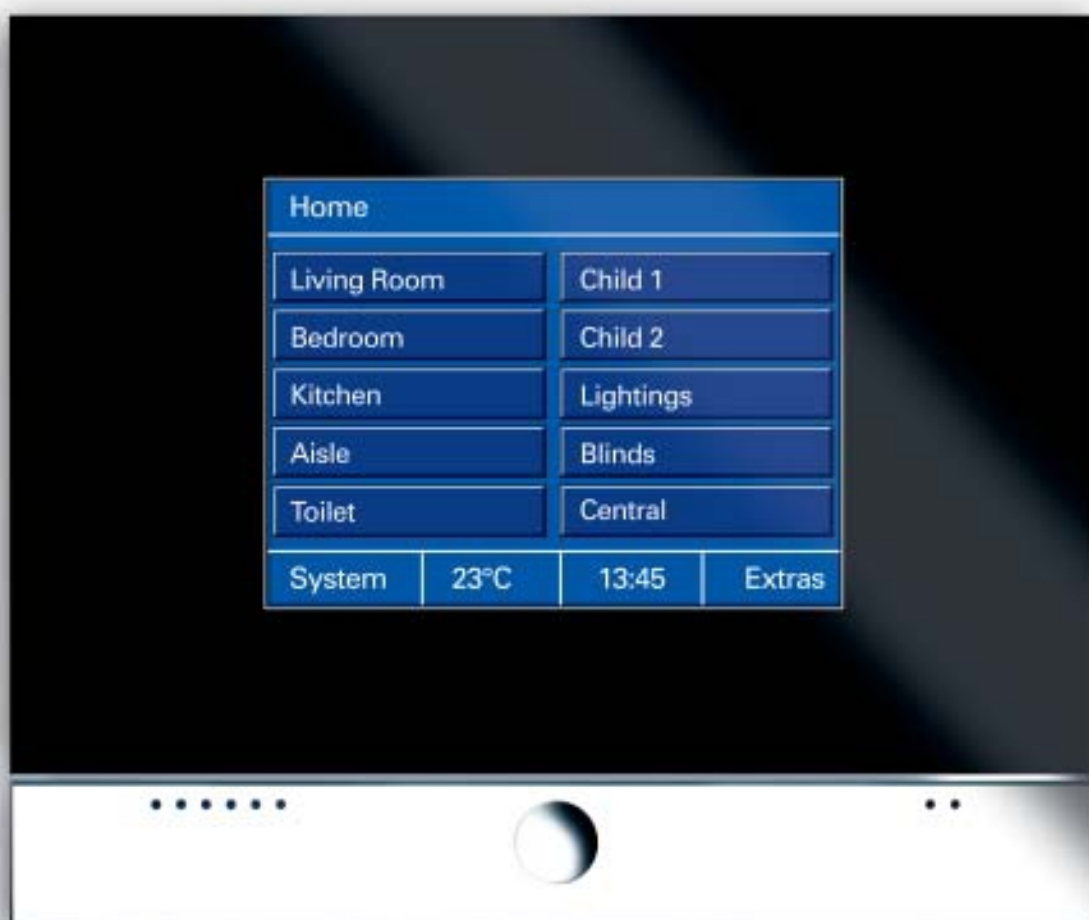 Home
Living Room
Child 1
Bedroom
Child 2
Kitchen
Lightings
Aisle
Blinds
Toilet
Central
System 23°C 13:45 Extras